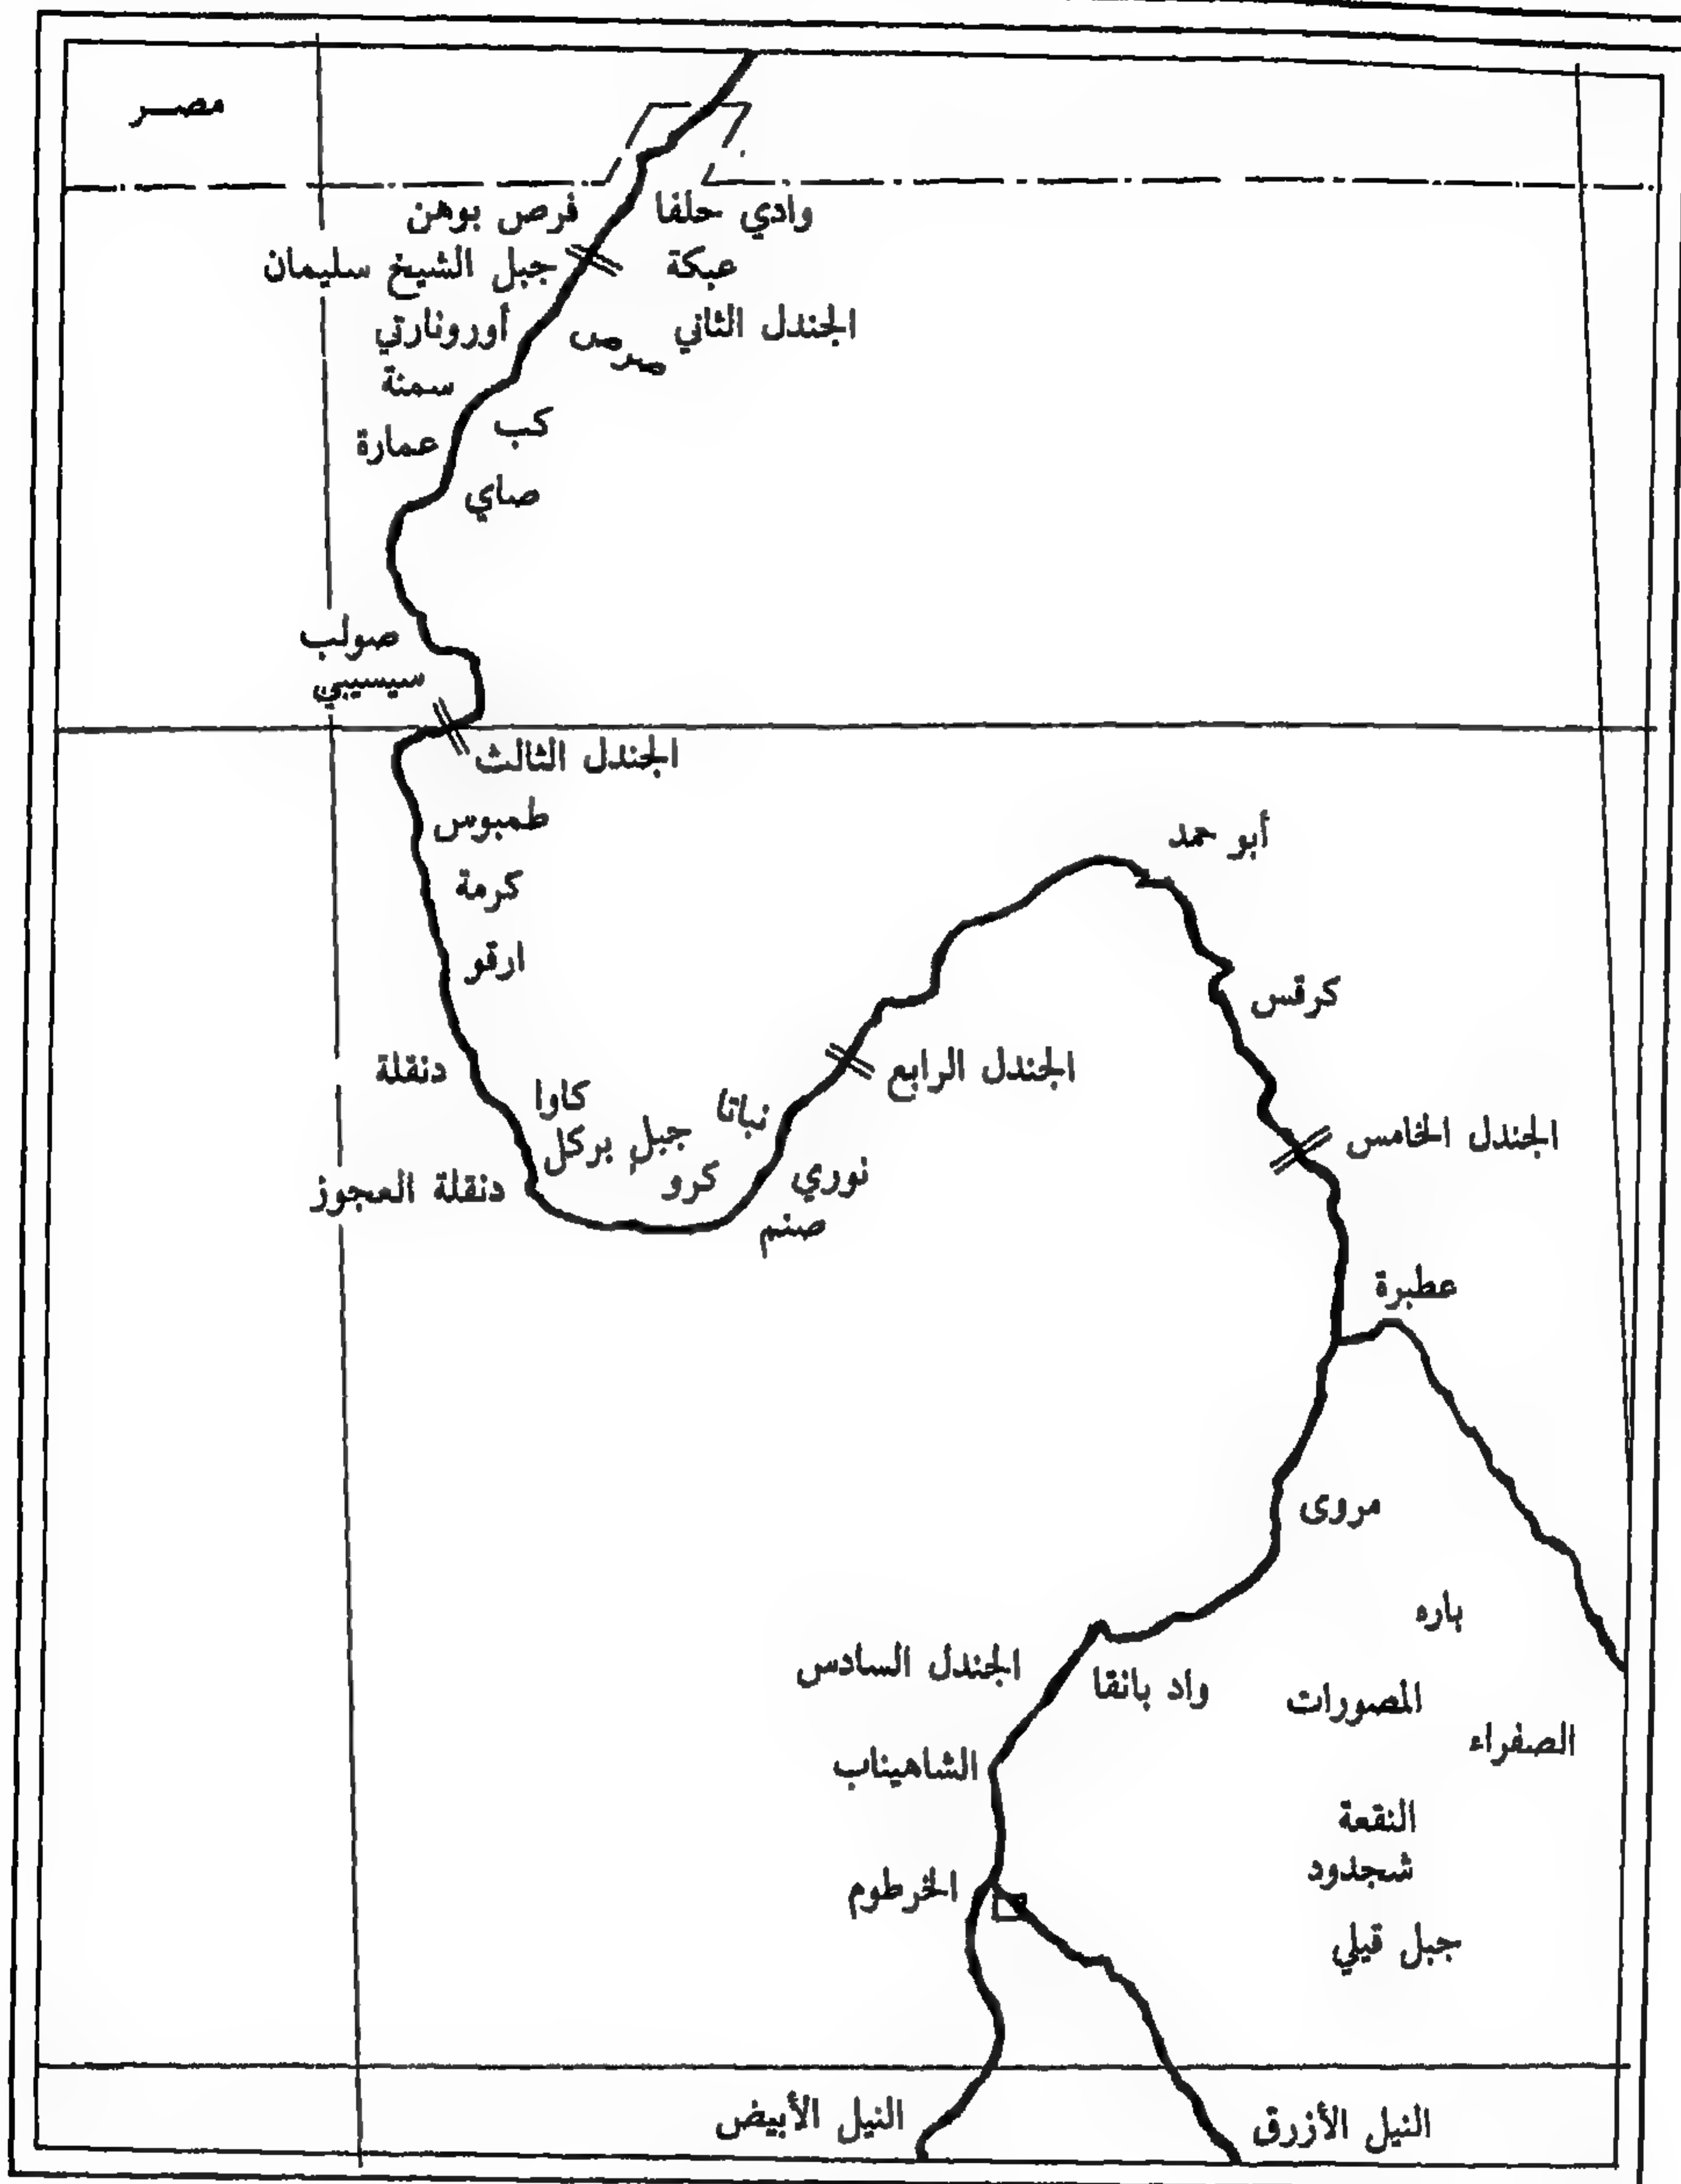 مصر
وادي حلفا
فرص بوهن
عبكة
جبل الشيخ سليمان
الجندل الثاني
صرص
أورونارتي
سمنة
كب
عمارة
صاي
صولب
سيسيبي
الجندل الثالث
طمبوس
أبو حمد
كرمة
ارقو
كرقس
الجندل الرابع
دنقلة
كاوا
نباتا
الجندل الخامس
جبل بركل
كرو
نوري
دنقلة العجوز
صنم
عطبرة
مروى
باره
الجندل السادس
واد بانقا
المصورات
الصفراء
الشاهيناب
النقعة
شجدود
الخرطوم
جبل قيلي
النيل الأزرق
النيل الأبيض